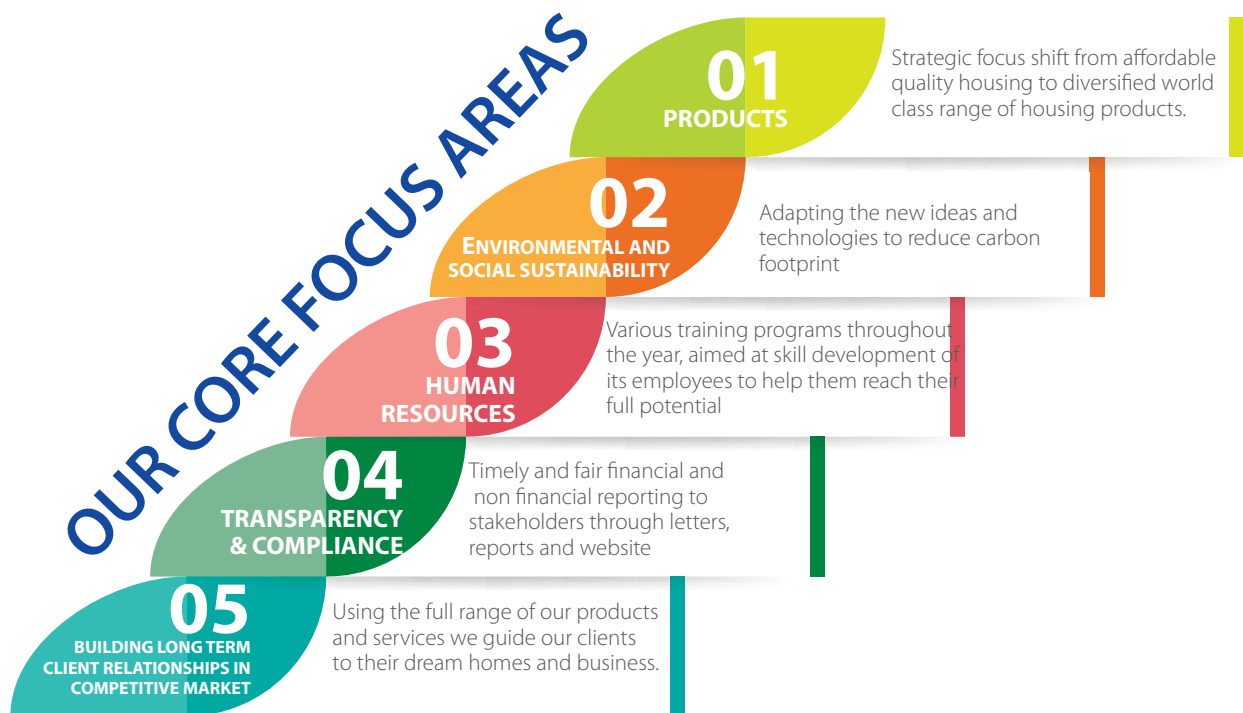 OUR CORE FOCUS AREAS
01
PRODUCTS
Strategic focus shift from affordable
quality housing to diversified world
class range of housing products.
02
ENVIRONMENTAL AND
SOCIAL SUSTAINABILITY
Adapting the new ideas and
technologies to reduce carbon
footprint
03
HUMAN
RESOURCES
Various training programs throughout
the year, aimed at skill development of
its employees to help them reach their
full potential
04
TRANSPARENCY
& COMPLIANCE
Timely and fair financial and
non financial reporting to
stakeholders through letters,
reports and website
05
BUILDING LONG TERM
CLIENT RELATIONSHIPS IN
COMPETITIVE MARKET
Using the full range of our products
and services we guide our clients
to their dream homes and business.